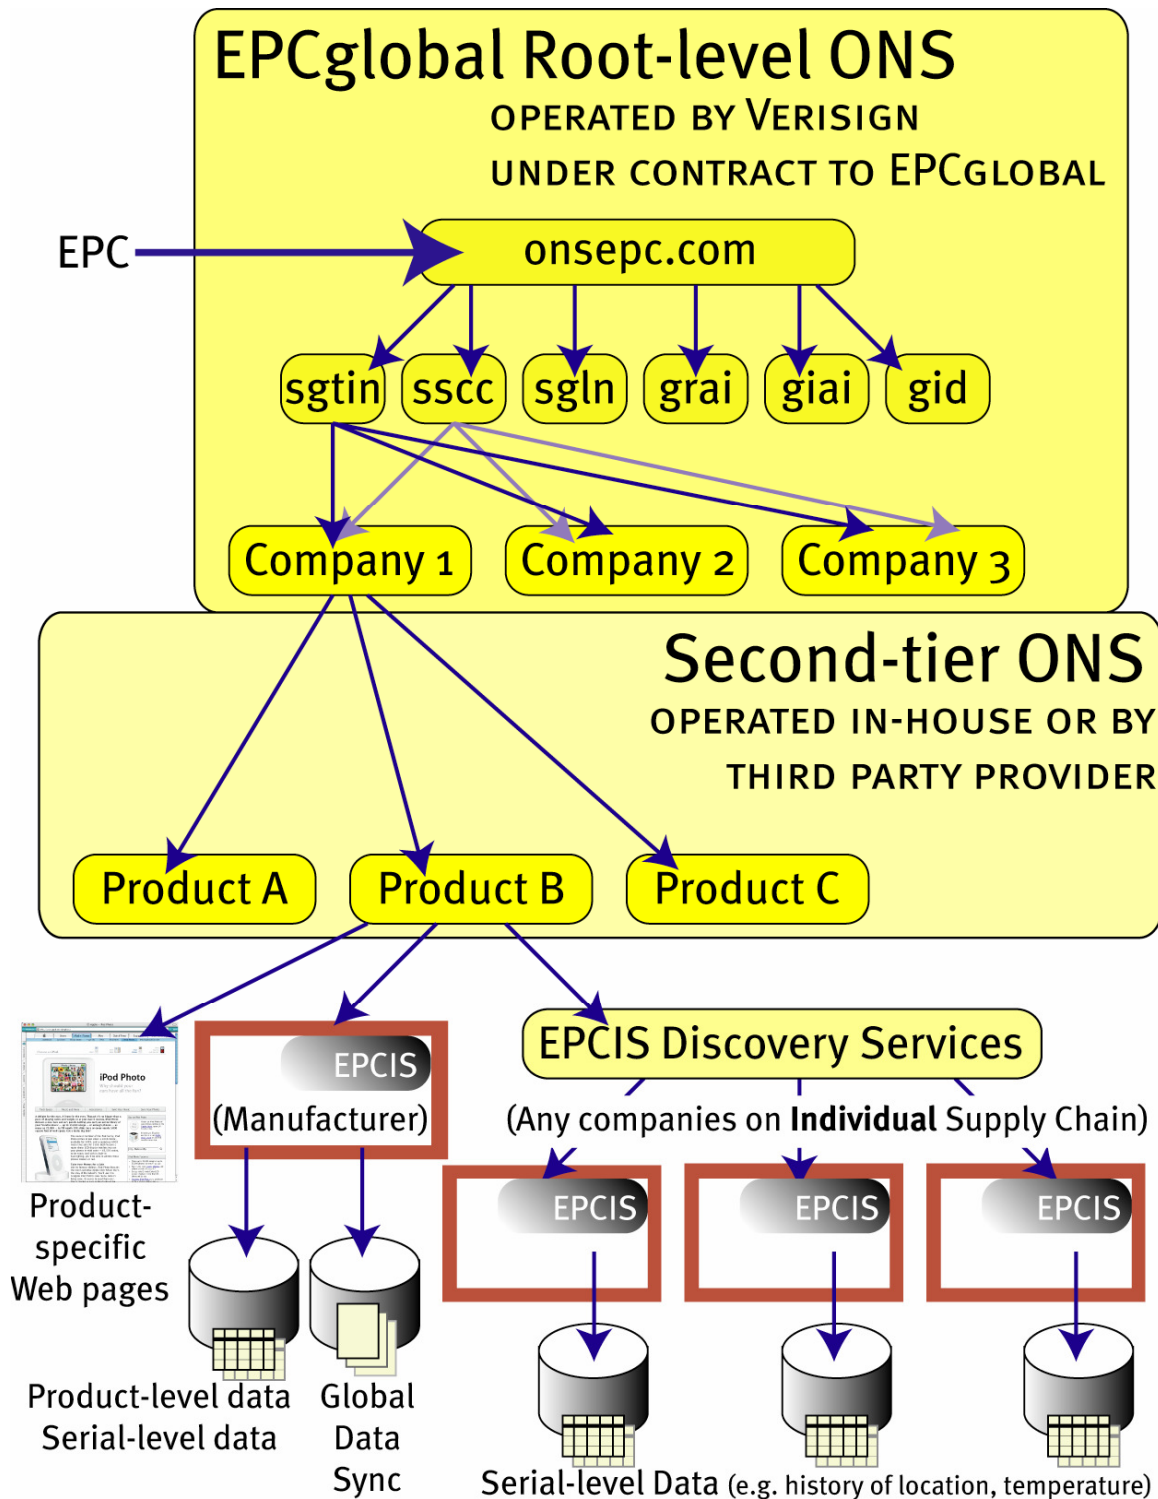 EPCglobal Root-level ONS
OPERATED BY VERISIGN
UNDER CONTRACT TO EPCGLOBAL
EPC
onsepc.com
sgtin
sscc
sgln
grai
giai
gid
Company 1
Company 2
Company 3
Second-tier ONS
OPERATED IN-HOUSE OR BY
THIRD PARTY PROVIDER
Product A
Product B
Product C
iPod Photo
EPCIS
(Manufacturer)
EPCIS Discovery Services
(Any companies on Individual Supply Chain)
EPCIS
EPCIS
EPCIS
Product-
specific
Web pages
Product-level data
Serial-level data
Global
Data
Sync
Serial-level Data (e.g. history of location, temperature)